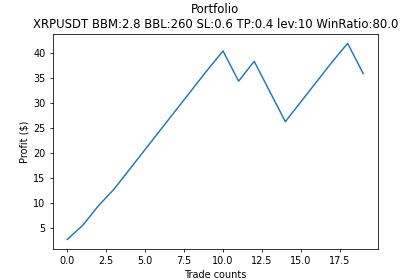 Portfolio
XRPUSDT BBM:2.8 BBL:260 SL:0.6 TP:0.4 lev:10 WinRatio:80.0
Profit ($)
40
35
30
25
20
15
10
5
0.0 2.5 5.0 7.5 10.0 12.5 15.0 17.5
Trade counts